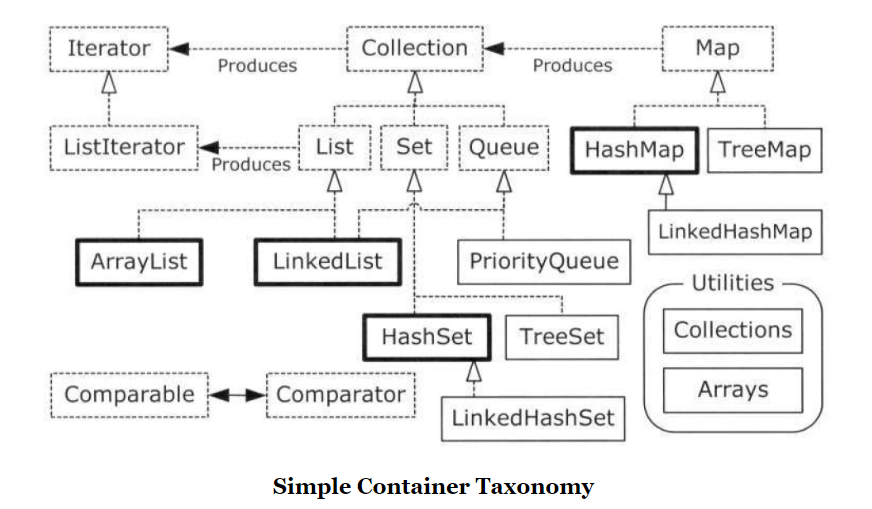 Iterator
Collection
Map
Produces
Produces
ListIterator
List
Set
Queue
HashMap
TreeMap
Produces
LinkedHashMap
ArrayList
LinkedList
PriorityQueue
Utilities
Collections
HashSet
TreeSet
Comparable
Comparator
Arrays
LinkedHashSet
Simple Container Taxonomy